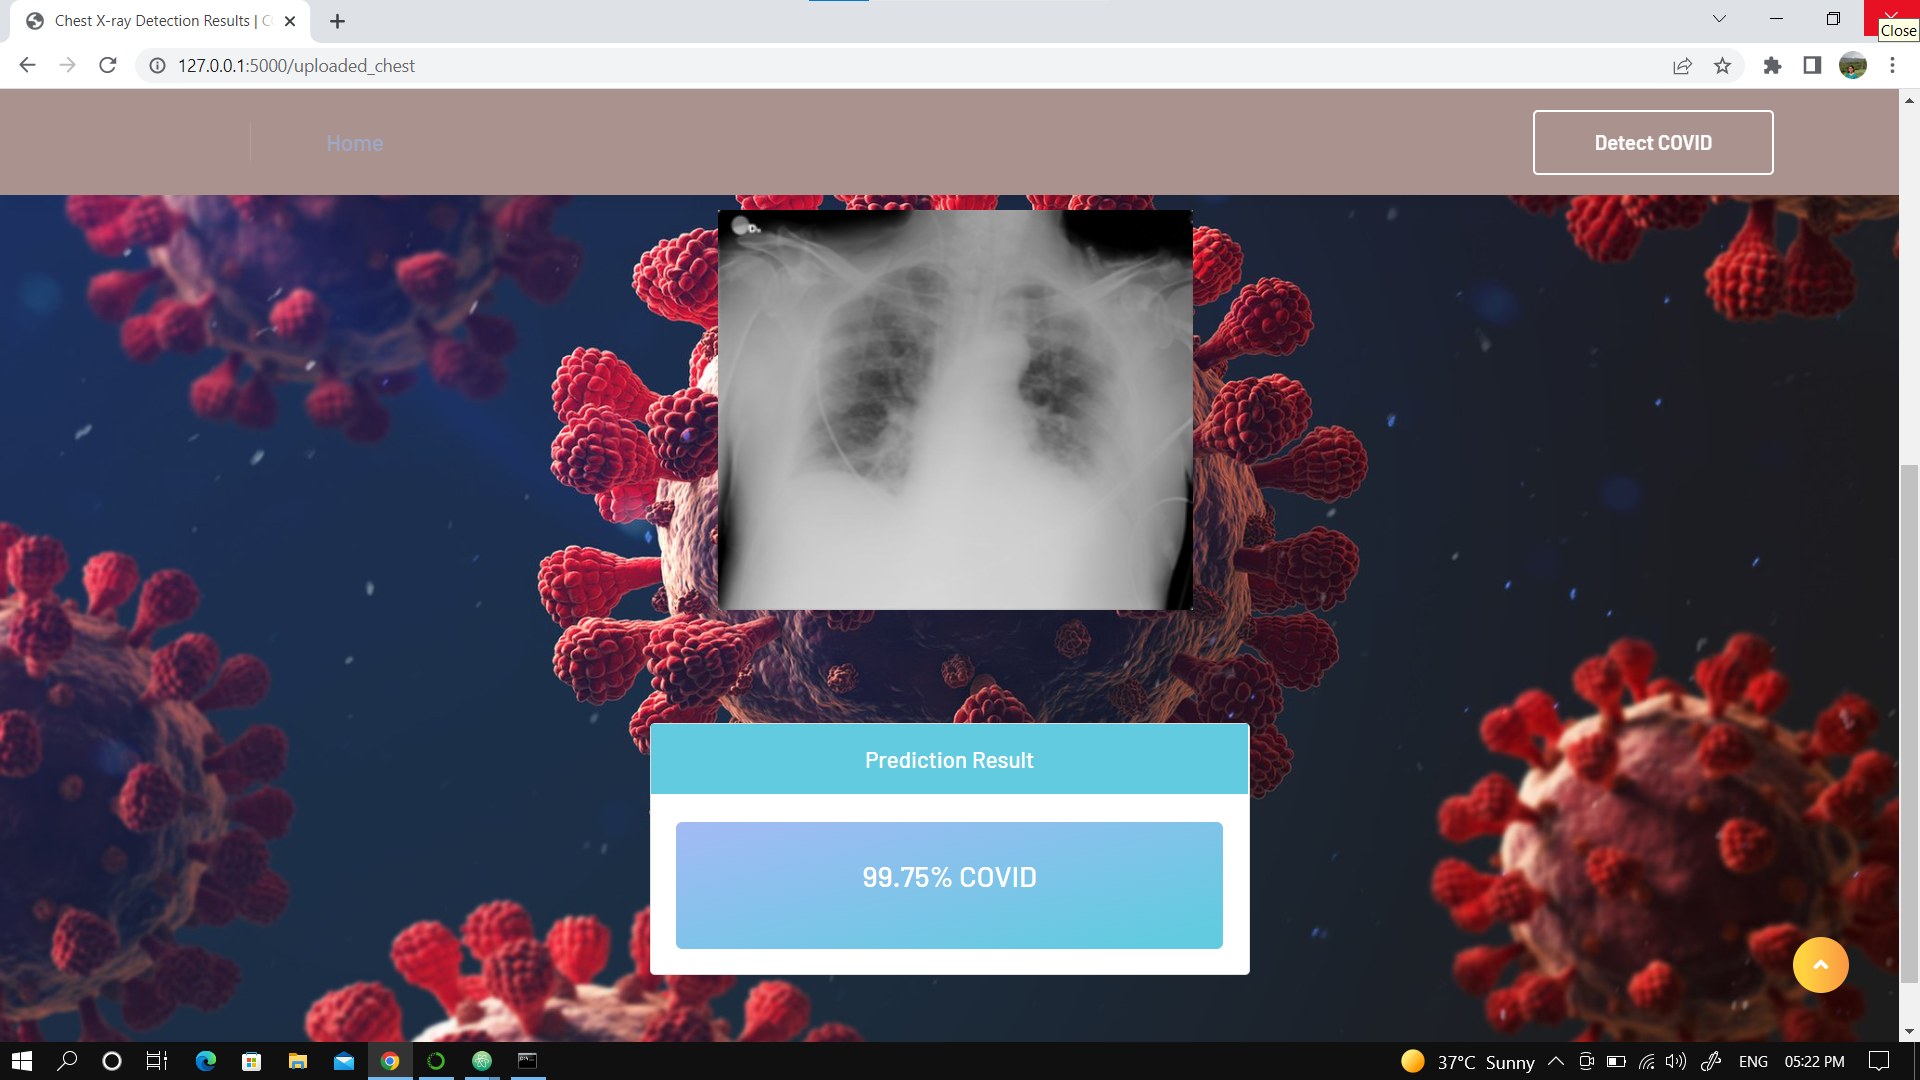 Chest X-ray Detection Results | C
Close
127.0.0.1:5000/uploaded_chest
Home
Detect COVID
Prediction Result
99.75% COVID
37°C Sunny
ENG
05:22 PM